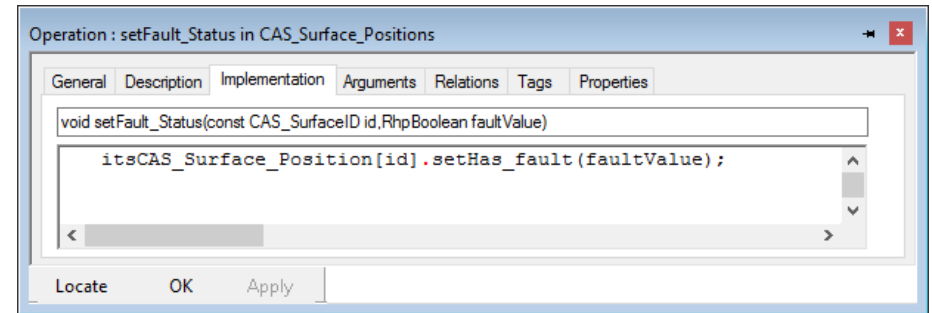 Operation : setFault_Status in CAS_Surface_Positions
General Description Implementation Arguments Relations Tags Properties
void setFault_Status(const CAS_SurfaceID id,RhpBoolean faultValue)
itsCAS_Surface_Position[id].setHas_fault(faultValue);
Locate OK Apply